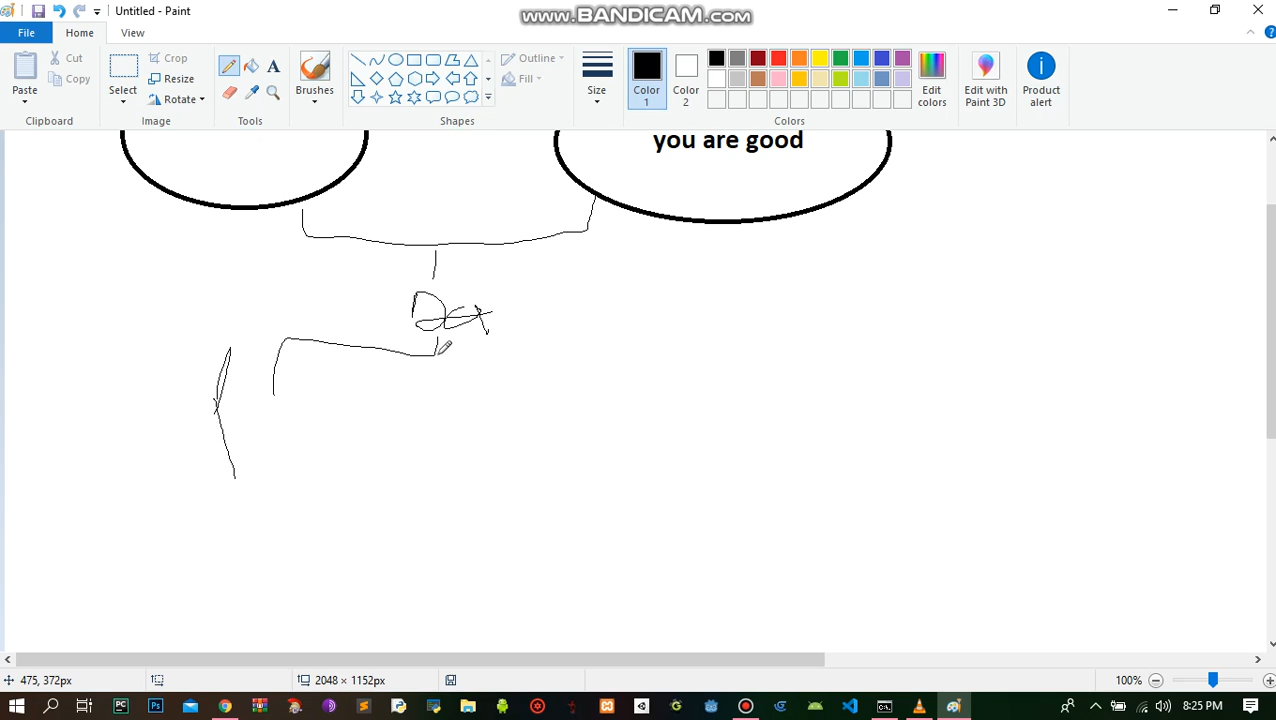 www.BANDICAM.com
Untitled - Paint
File Home View
Paste
Cut
Copy
Clipboard
Select
Crop
Resize
Rotate
Image
A
Tools
Brushes
Outline
Fill
Shapes
Size
Color 1
Color 2
Edit colors
Colors
Edit with Paint 3D
Product alert
you are good
475, 372px
2048 × 1152px
100%
8:25 PM